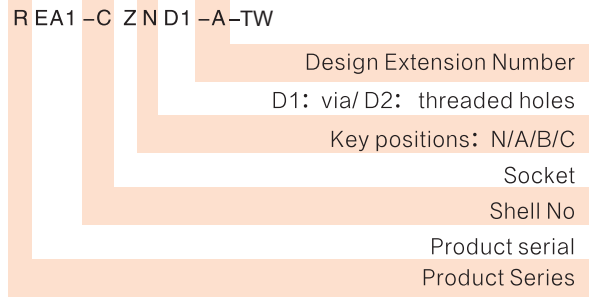 R EA1 –C Z N D1 –A –TW
Design Extension Number
D1：via/ D2： threaded holes
Key positions：N/A/B/C
Socket
Shell No
Product serial
Product Series